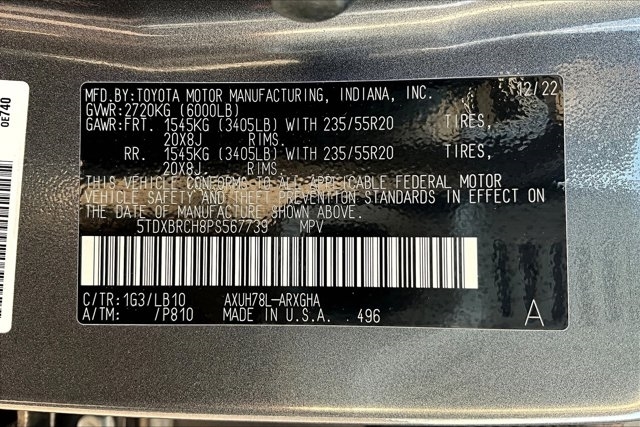 MFD.BY:TOYOTA MOTOR MANUFACTURING, INDIANA, INC. 12/22
GVWR:2720KG (6000LB)
GAWR:FRT. 1545KG (3405LB) WITH 235/55R20 TIRES,
20X8J RIMS.
RR. 1545KG (3405LB) WITH 235/55R20 TIRES,
20X8J RIMS.
THIS VEHICLE CONFORMS TO ALL APPLICABLE FEDERAL MOTOR
VEHICLE SAFETY AND THEFT PREVENTION STANDARDS IN EFFECT ON
THE DATE OF MANUFACTURE SHOWN ABOVE.
5TDXBRCH8PS567739 MPV
C/TR:1G3/LB10 AXUH78L-ARXGHA
A/TM: /P810 MADE IN U.S.A. 496 A
0E740